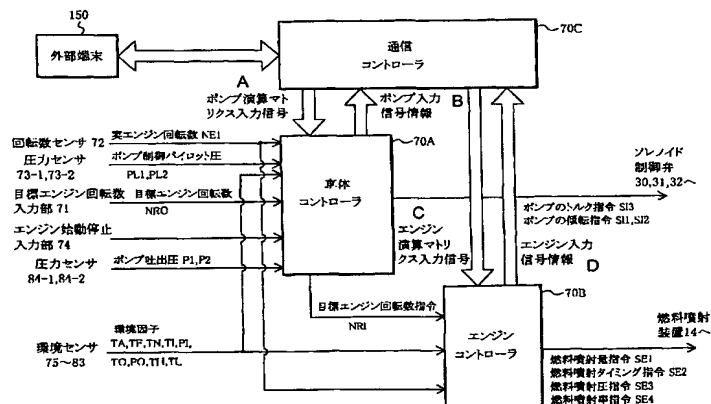 150
外部端末
70C
通信
コントローラ
A
ポンプ演算マト
リクス入力信号
ポンプ入力
信号情報
B
70A
回転数センサ 72
実エンジン回転数 NE1
圧力センサ
73-1,73-2
ポンプ制御パイロット圧
PL1,PL2
目標エンジン回転数
入力部 71
目標エンジン回転数
NRO
エンジン始動停止
入力部 74
圧力センサ
84-1,84-2
ポンプ吐出圧 P1,P2
車体
コントローラ
C
エンジン
演算マトリ
クス入力信号
ソレノイド
制御弁
30,31,32へ
ポンプのトルク指令 SI3
ポンプの傾転指令 SI1,SI2
エンジン入力
信号情報
D
目標エンジン回転数指令
NR1
70B
環境センサ
75～83
環境因子
TA,TF,TN,TI,PI,
TO,PO,TH,TL
エンジン
コントローラ
燃料噴射
装置14へ
燃料噴射量指令 SE1
燃料噴射タイミング指令 SE2
燃料噴射圧指令 SE3
燃料噴射率指令 SE4